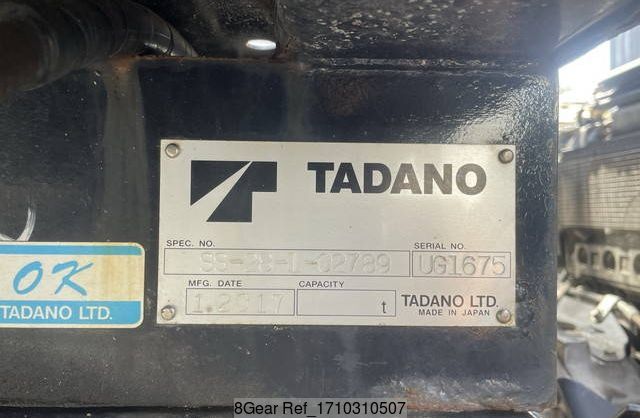 TADANO
SPEC. NO.
SERIAL NO.
UG1675
MFG. DATE
CAPACITY
t
TADANO LTD.
MADE IN JAPAN
OK
TADANO LTD.
8Gear Ref_1710310507